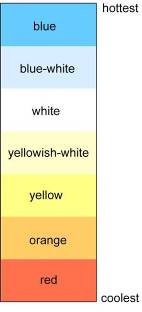 hottest
blue
blue-white
white
yellowish-white
yellow
orange
red
coolest